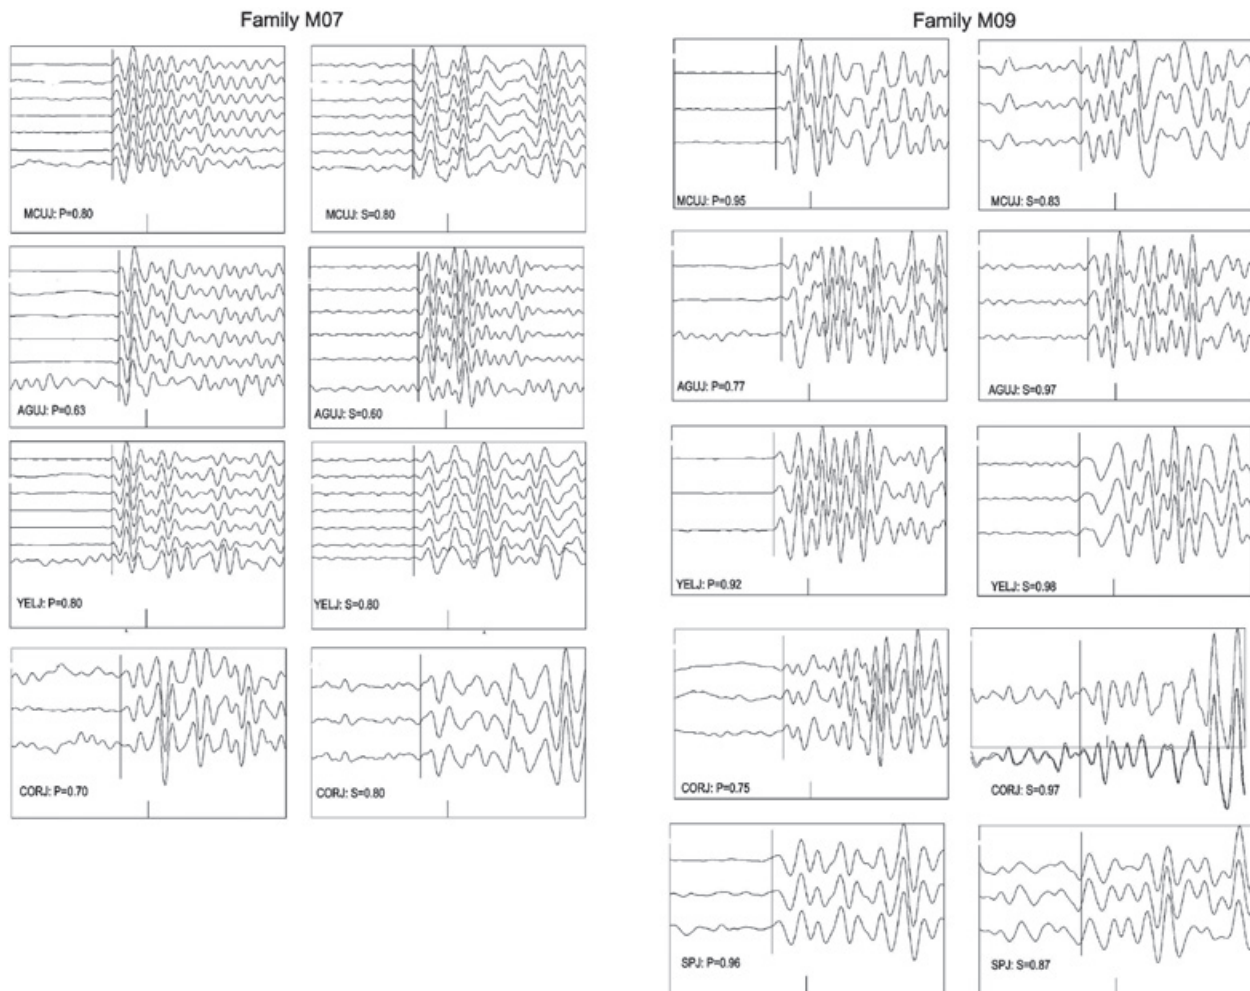 Family M07
MCUJ: P=0.80
MCUJ: S=0.80
AGUJ: P=0.63
AGUJ: S=0.60
YELJ: P=0.80
YELJ: S=0.80
CORJ: P=0.70
CORJ: S=0.80
Family M09
MCUJ: P=0.95
MCUJ: S=0.83
AGUJ: P=0.77
AGUJ: S=0.97
YELJ: P=0.92
YELJ: S=0.98
CORJ: P=0.75
CORJ: S=0.97
SPJ: P=0.96
SPJ: S=0.87